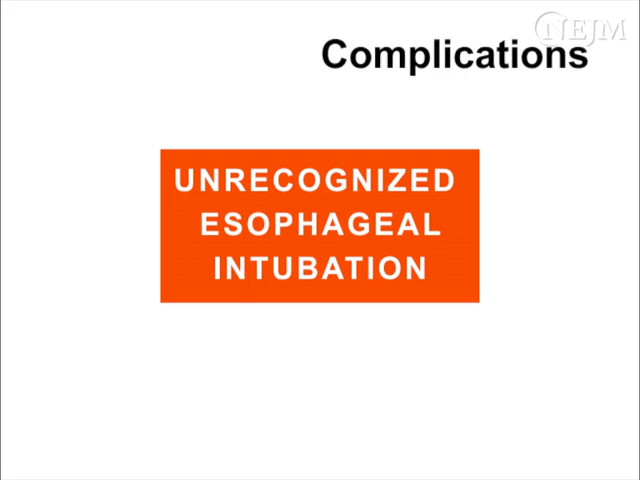 NEJM
Complications
UNRECOGNIZED
ESOPHAGEAL
INTUBATION